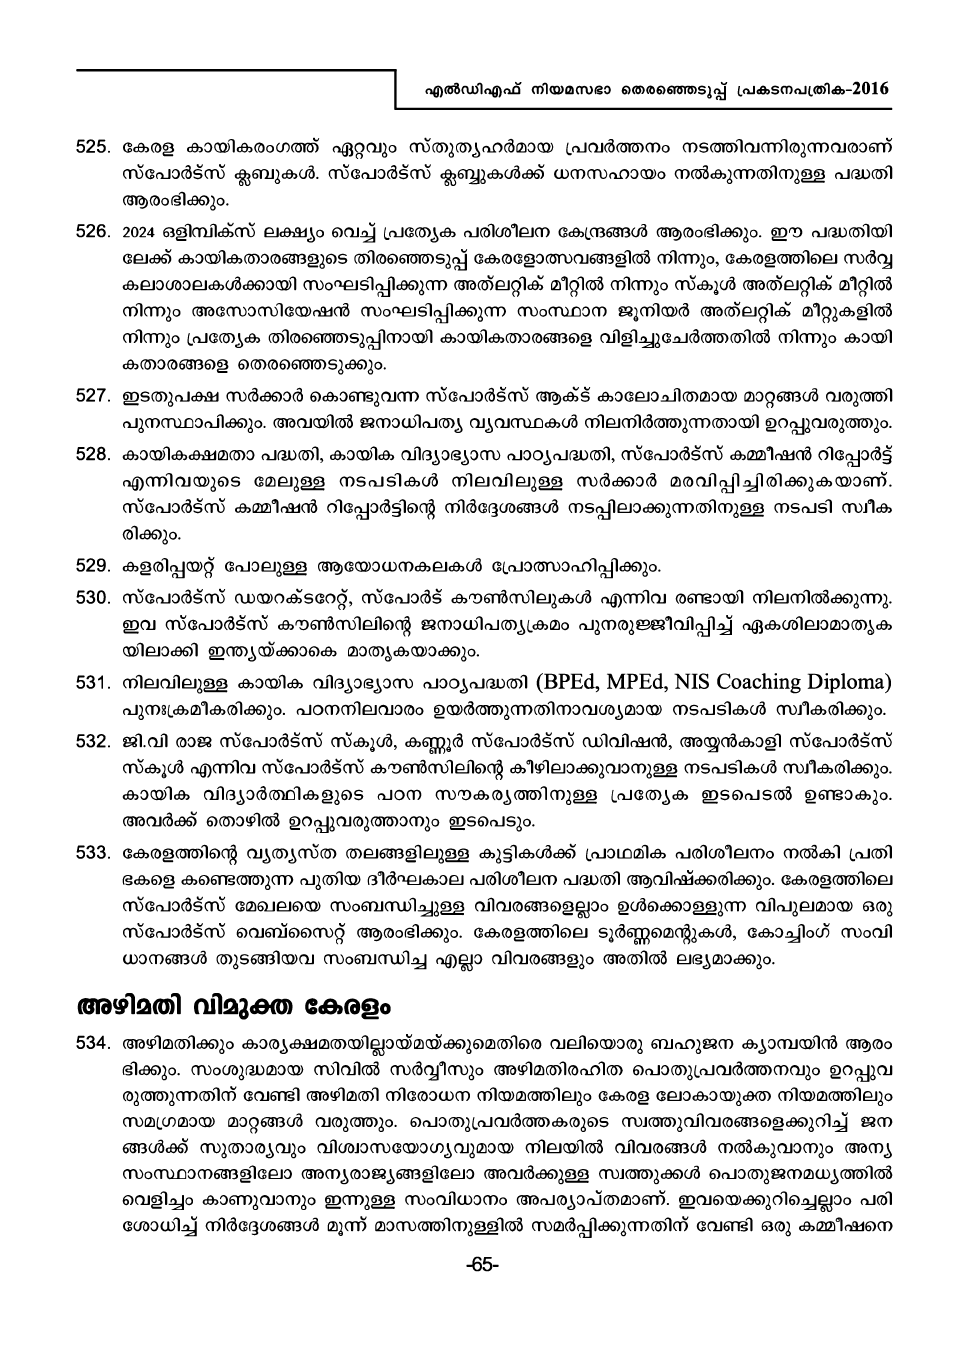 എൽഡിഎഫ് നിയമസഭാ തെരഞ്ഞെടുപ്പ് പ്രകടനപത്രിക-2016
525. കേരള കായികരംഗത്ത് ഏറ്റവും സ്തുത്യഹർമായ പ്രവർത്തനം നടത്തിവന്നിരുന്നവരാണ്
സ്പോർട്സ് ക്ലബുകൾ. സ്പോർട്സ് ക്ലബ്ബുകൾക്ക് ധനസഹായം നൽകുന്നതിനുള്ള പദ്ധതി
ആരംഭിക്കും.
526. 2024 ഒളിമ്പിക്സ് ലക്ഷ്യം വെച്ച് പ്രത്യേക പരിശീലന കേന്ദ്രങ്ങൾ ആരംഭിക്കും. ഈ പദ്ധതിയി
ലേക്ക് കായികതാരങ്ങളുടെ തിരഞ്ഞെടുപ്പ് കേരളോത്സവങ്ങളിൽ നിന്നും, കേരളത്തിലെ സർവ്വ
കലാശാലകൾക്കായി സംഘടിപ്പിക്കുന്ന അത്‌ലറ്റിക് മീറ്റിൽ നിന്നും സ്കൂൾ അത്‌ലറ്റിക് മീറ്റിൽ
നിന്നും അസോസിയേഷൻ സംഘടിപ്പിക്കുന്ന സംസ്ഥാന ജൂനിയർ അത്‌ലറ്റിക് മീറ്റുകളിൽ
നിന്നും പ്രത്യേക തിരഞ്ഞെടുപ്പിനായി കായികതാരങ്ങളെ വിളിച്ചുചേർത്തതിൽ നിന്നും കായി
കതാരങ്ങളെ തെരഞ്ഞെടുക്കും.
527. ഇടതുപക്ഷ സർക്കാർ കൊണ്ടുവന്ന സ്പോർട്സ് ആക്ട് കാലോചിതമായ മാറ്റങ്ങൾ വരുത്തി
പുനസ്ഥാപിക്കും. അവയിൽ ജനാധിപത്യ വ്യവസ്ഥകൾ നിലനിർത്തുന്നതായി ഉറപ്പുവരുത്തും.
528. കായികക്ഷമതാ പദ്ധതി, കായിക വിദ്യാഭ്യാസ പാഠ്യപദ്ധതി, സ്പോർട്സ് കമ്മീഷൻ റിപ്പോർട്ട്
എന്നിവയുടെ മേലുള്ള നടപടികൾ നിലവിലുള്ള സർക്കാർ മരവിപ്പിച്ചിരിക്കുകയാണ്.
സ്പോർട്സ് കമ്മീഷൻ റിപ്പോർട്ടിന്റെ നിർദ്ദേശങ്ങൾ നടപ്പിലാക്കുന്നതിനുള്ള നടപടി സ്വീക
രിക്കും.
529. കളരിപ്പയറ്റ് പോലുള്ള ആയോധനകലകൾ പ്രോത്സാഹിപ്പിക്കും.
530. സ്പോർട്സ് ഡയറക്ടറേറ്റ്, സ്പോർട് കൗൺസിലുകൾ എന്നിവ രണ്ടായി നിലനിൽക്കുന്നു.
ഇവ സ്പോർട്സ് കൗൺസിലിന്റെ ജനാധിപത്യക്രമം പുനരുജ്ജീവിപ്പിച്ച് ഏകശിലാമാതൃക
യിലാക്കി ഇന്ത്യയ്ക്കാകെ മാതൃകയാക്കും.
531. നിലവിലുള്ള കായിക വിദ്യാഭ്യാസ പാഠ്യപദ്ധതി (BPEd, MPEd, NIS Coaching Diploma)
പുനഃക്രമീകരിക്കും. പഠനനിലവാരം ഉയർത്തുന്നതിനാവശ്യമായ നടപടികൾ സ്വീകരിക്കും.
532. ജി.വി രാജ സ്പോർട്സ് സ്കൂൾ, കണ്ണൂർ സ്പോർട്സ് ഡിവിഷൻ, അയ്യൻകാളി സ്പോർട്സ്
സ്കൂൾ എന്നിവ സ്പോർട്സ് കൗൺസിലിന്റെ കീഴിലാക്കുവാനുള്ള നടപടികൾ സ്വീകരിക്കും.
കായിക വിദ്യാർത്ഥികളുടെ പഠന സൗകര്യത്തിനുള്ള പ്രത്യേക ഇടപെടൽ ഉണ്ടാകും.
അവർക്ക് തൊഴിൽ ഉറപ്പുവരുത്താനും ഇടപെടും.
533. കേരളത്തിന്റെ വ്യത്യസ്ത തലങ്ങളിലുള്ള കുട്ടികൾക്ക് പ്രാഥമിക പരിശീലനം നൽകി പ്രതി
ഭകളെ കണ്ടെത്തുന്ന പുതിയ ദീർഘകാല പരിശീലന പദ്ധതി ആവിഷ്ക്കരിക്കും. കേരളത്തിലെ
സ്പോർട്സ് മേഖലയെ സംബന്ധിച്ചുള്ള വിവരങ്ങളെല്ലാം ഉൾക്കൊള്ളുന്ന വിപുലമായ ഒരു
സ്പോർട്സ് വെബ്സൈറ്റ് ആരംഭിക്കും. കേരളത്തിലെ ടൂർണ്ണമെന്റുകൾ, കോച്ചിംഗ് സംവി
ധാനങ്ങൾ തുടങ്ങിയവ സംബന്ധിച്ച എല്ലാ വിവരങ്ങളും അതിൽ ലഭ്യമാക്കും.
അഴിമതി വിമുക്ത കേരളം
534. അഴിമതിക്കും കാര്യക്ഷമതയില്ലായ്മയ്ക്കുമെതിരെ വലിയൊരു ബഹുജന ക്യാമ്പയിൻ ആരം
ഭിക്കും. സംശുദ്ധമായ സിവിൽ സർവ്വീസും അഴിമതിരഹിത പൊതുപ്രവർത്തനവും ഉറപ്പുവ
രുത്തുന്നതിന് വേണ്ടി അഴിമതി നിരോധന നിയമത്തിലും കേരള ലോകായുക്ത നിയമത്തിലും
സമഗ്രമായ മാറ്റങ്ങൾ വരുത്തും. പൊതുപ്രവർത്തകരുടെ സ്വത്തുവിവരങ്ങളെക്കുറിച്ച് ജന
ങ്ങൾക്ക് സുതാര്യവും വിശ്വാസയോഗ്യവുമായ നിലയിൽ വിവരങ്ങൾ നൽകുവാനും അന്യ
സംസ്ഥാനങ്ങളിലോ അന്യരാജ്യങ്ങളിലോ അവർക്കുള്ള സ്വത്തുക്കൾ പൊതുജനമധ്യത്തിൽ
വെളിച്ചം കാണുവാനും ഇന്നുള്ള സംവിധാനം അപര്യാപ്തമാണ്. ഇവയെക്കുറിച്ചെല്ലാം പരി
ശോധിച്ച് നിർദ്ദേശങ്ങൾ മൂന്ന് മാസത്തിനുള്ളിൽ സമർപ്പിക്കുന്നതിന് വേണ്ടി ഒരു കമ്മീഷനെ
-65-